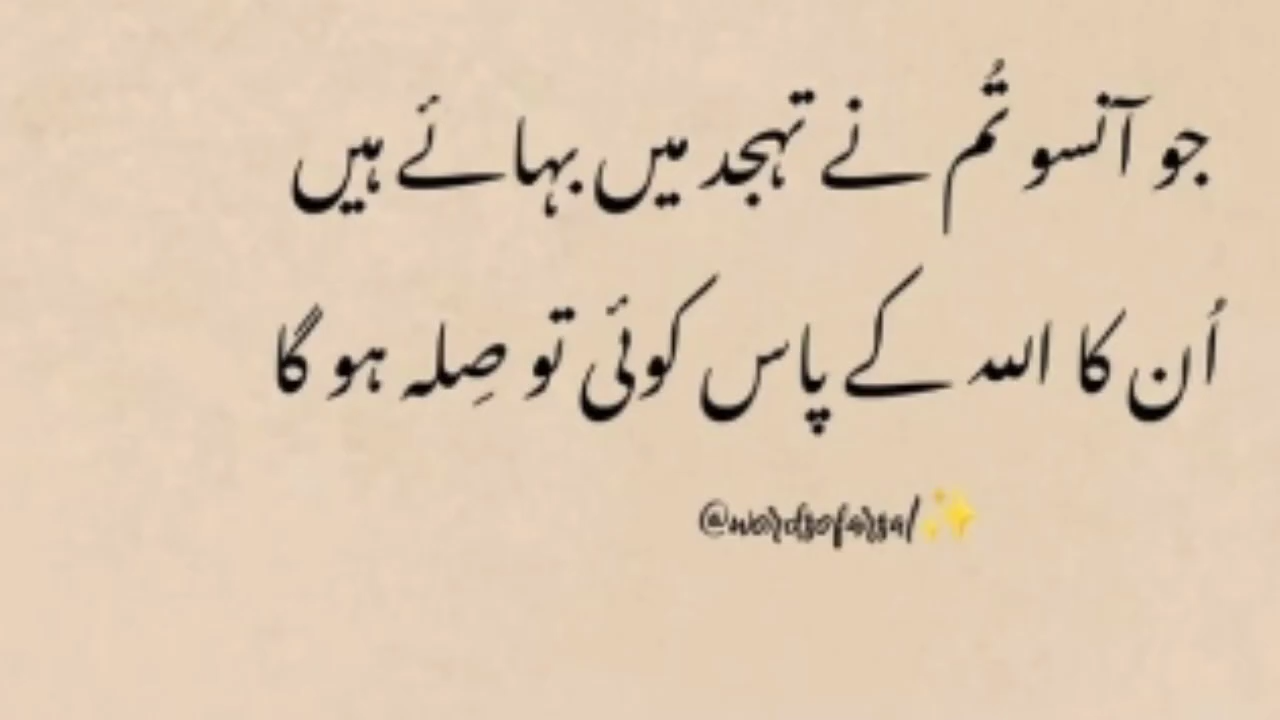 جو آنسو تُم نے تہجد میں بہائے ہیں
اُن کا اللہ کے پاس کوئی تو صِلہ ہو گا
@wordsofarsal✨